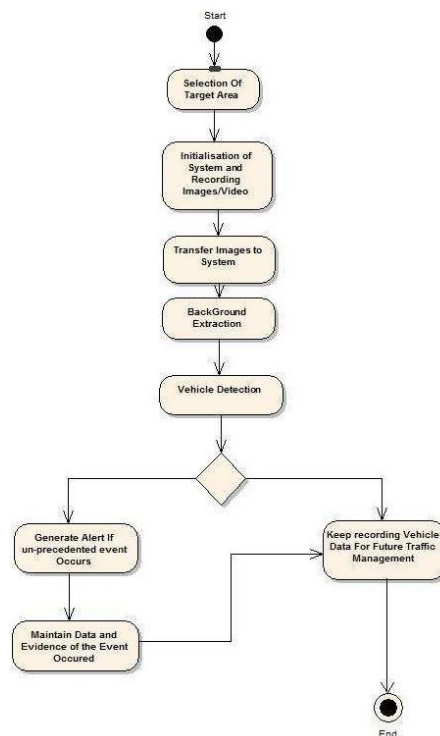 Start
Selection Of
Target Area
Initialisation of
System and
Recording
Images/Video
Transfer Images to
System
BackGround
Extraction
Vehicle Detection
Generate Alert If
un-precedented event
Occurs
Keep recording Vehicle
Data For Future Traffic
Management
Maintain Data and
Evidence of the Event
Occured
End